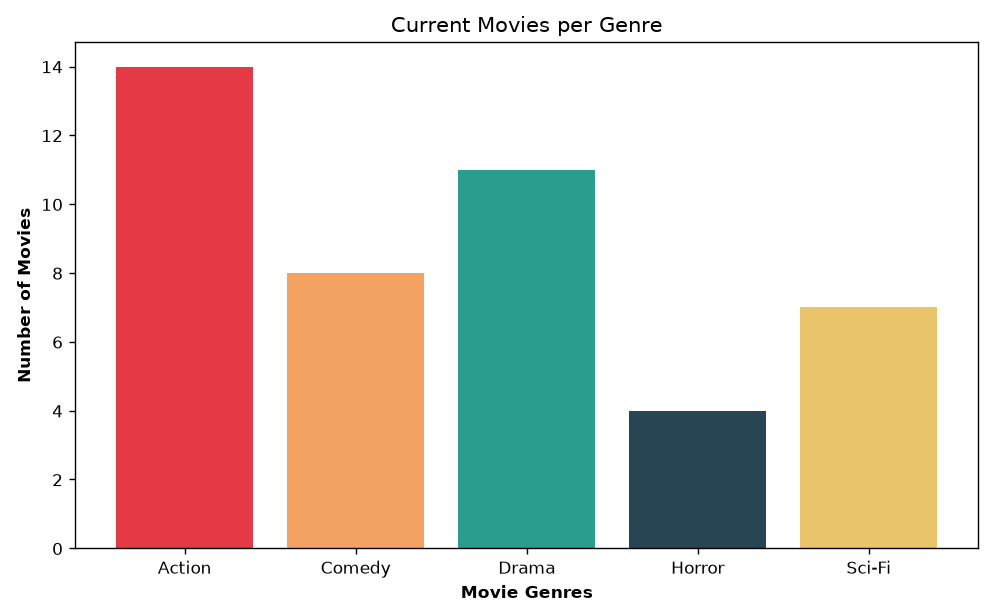 Current Movies per Genre
Number of Movies
14
12
10
8
6
4
2
0
Action Comedy Drama Horror Sci-Fi
Movie Genres